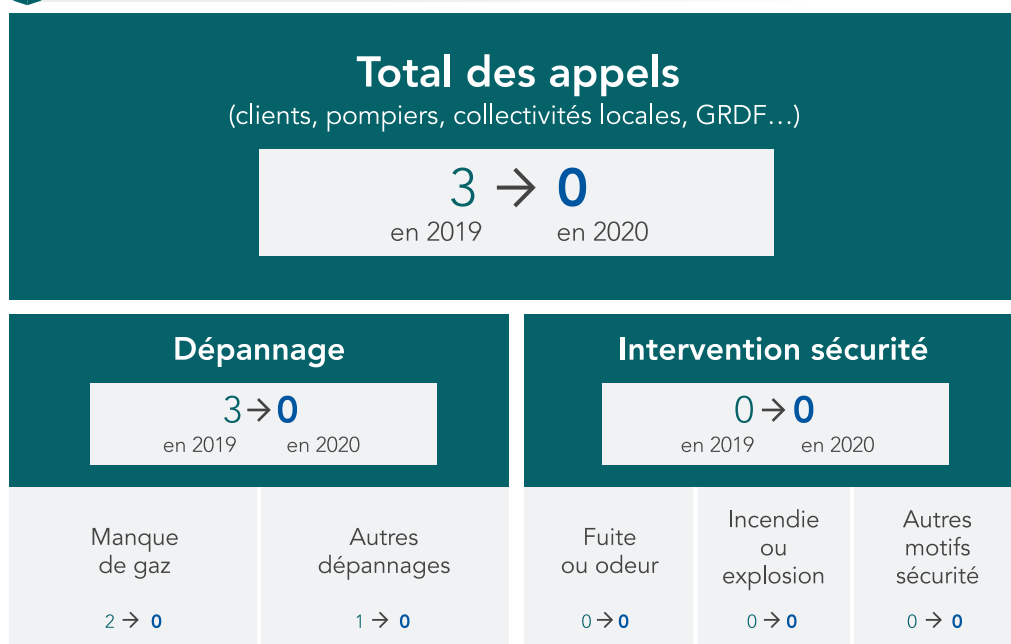 Total des appels
(clients, pompiers, collectivités locales, GRDF...)
3 → 0
en 2019 en 2020
Dépannage
3 → 0
en 2019 en 2020
Manque
de gaz
2 → 0
Autres
dépannages
1 → 0
Intervention sécurité
0 → 0
en 2019 en 2020
Fuite
ou odeur
0 → 0
Incendie
ou
explosion
0 → 0
Autres
motifs
sécurité
0 → 0